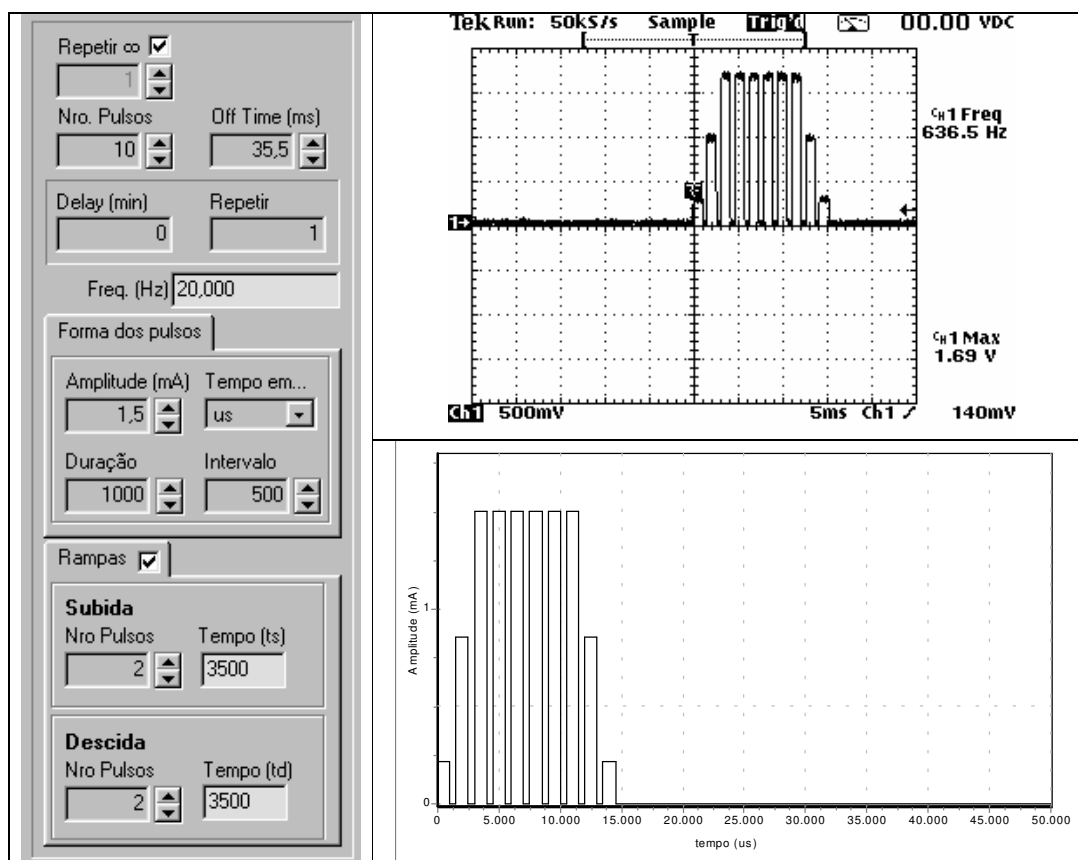 Repetir ∞
1
Nro. Pulsos Off Time (ms)
10 35,5
Delay (min) Repetir
0 1
Freq. (Hz) 20,000
Forma dos pulsos
Amplitude (mA) Tempo em...
1,5 us
Duração Intervalo
1000 500
Rampas
Subida
Nro Pulsos Tempo (ts)
2 3500
Descida
Nro Pulsos Tempo (td)
2 3500
Tek Run: 50kS/s Sample Trig'd 00.00 VDC
T
Ch1 Freq
636.5 Hz
1→
Ch1 Max
1.69 V
Ch1 500mV 5ms Ch1 140mV
Amplitude (mA)
1
0
0 5.000 10.000 15.000 20.000 25.000 30.000 35.000 40.000 45.000 50.000
tempo (us)